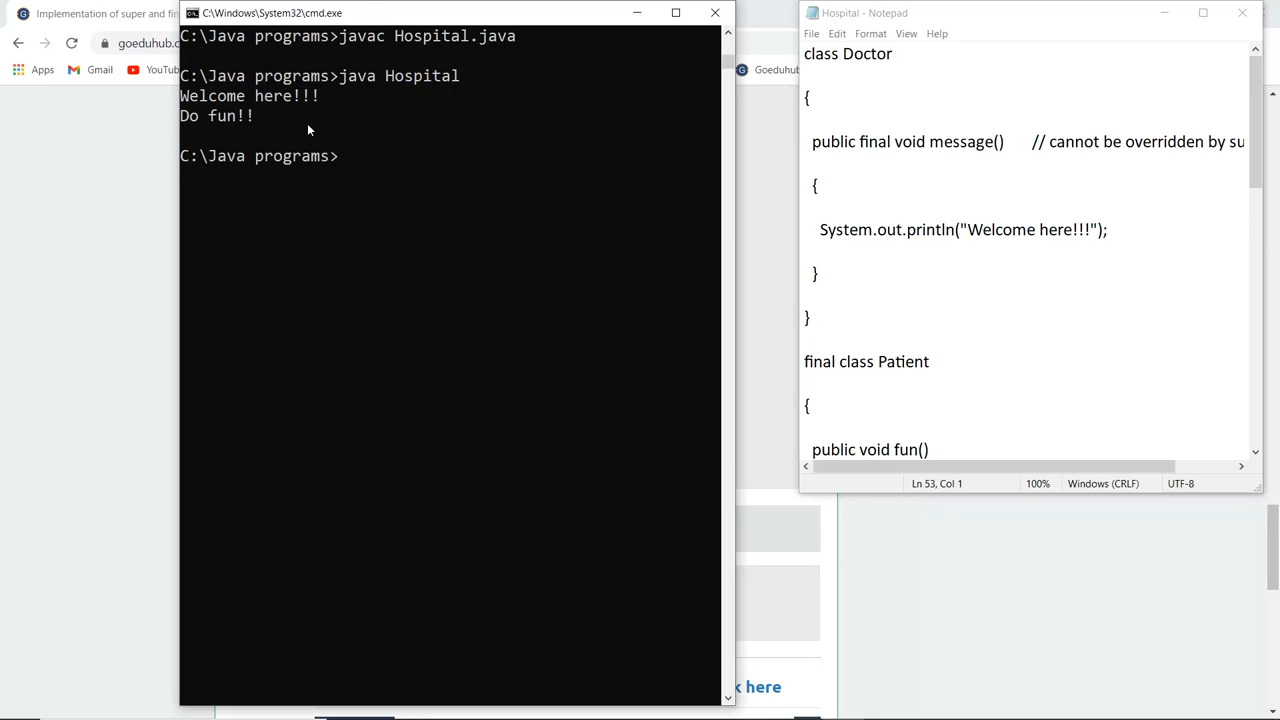 Implementation of super and fin
C:\Windows\System32\cmd.exe
goeduhub.c
Apps
Gmail
YouTub
Goeduhub
C:\Java programs>javac Hospital.java
C:\Java programs>java Hospital
Welcome here!!!
Do fun!!
C:\Java programs>
Hospital - Notepad
File Edit Format View Help
class Doctor
{
public final void message() // cannot be overridden by su
{
System.out.println("Welcome here!!!");
}
}
final class Patient
{
public void fun()
Ln 53, Col 1 100% Windows (CRLF) UTF-8
k here